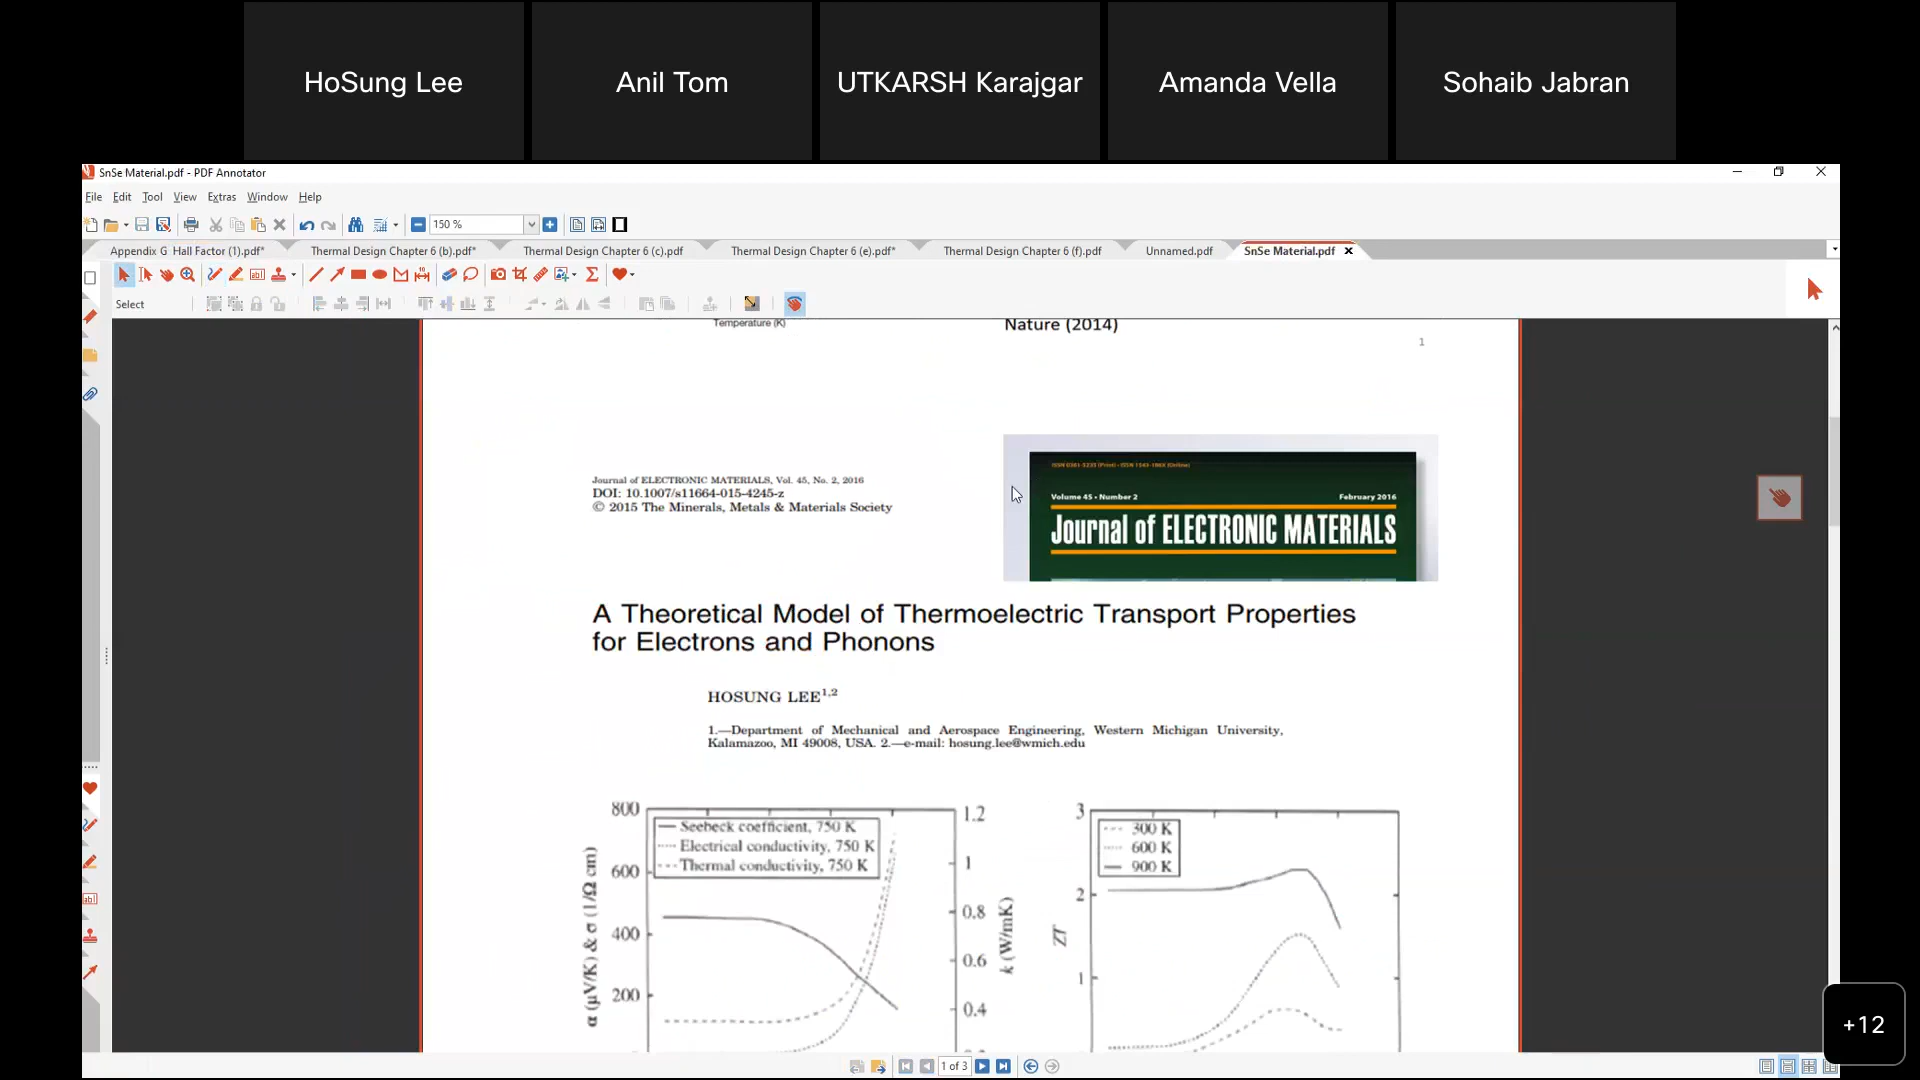 HoSung Lee
Anil Tom
UTKARSH Karajgar
Amanda Vella
Sohaib Jabran
SnSe Material.pdf - PDF Annotator
File Edit Tool View Extras Window Help
150 %
Appendix G Hall Factor (1).pdf*
Thermal Design Chapter 6 (b).pdf*
Thermal Design Chapter 6 (c).pdf
Thermal Design Chapter 6 (e).pdf*
Thermal Design Chapter 6 (f).pdf
Unnamed.pdf
SnSe Material.pdf
Select
Temperature (K)
Nature (2014)
1
Journal of ELECTRONIC MATERIALS, Vol. 45, No. 2, 2016
DOI: 10.1007/s11664-015-4245-z
© 2015 The Minerals, Metals & Materials Society
Volume 45 • Number 2
February 2016
Journal of ELECTRONIC MATERIALS
A Theoretical Model of Thermoelectric Transport Properties
for Electrons and Phonons
HOSUNG LEE1,2
1.—Department of Mechanical and Aerospace Engineering, Western Michigan University,
Kalamazoo, MI 49008, USA. 2.—e-mail: hosung.lee@wmich.edu
800
600
400
200
α (µV/K) & σ (1/Ω cm)
Seebeck coefficient, 750 K
Electrical conductivity, 750 K
Thermal conductivity, 750 K
1.2
1
0.8
0.6
0.4
k (W/mK)
3
2
1
ZT
300 K
600 K
900 K
1 of 3
+12